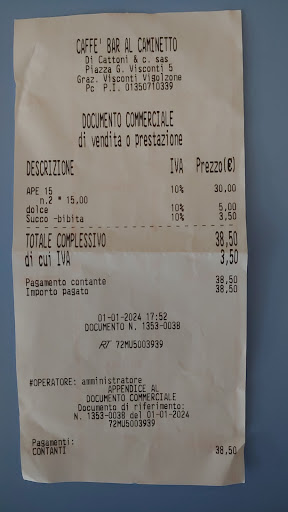 CAFFE' BAR AL CAMINETTO
Di Cattoni & c. sas
Piazza G. Visconti 5
Graz. Visconti Vigolzone
Pc P.I. 01350710339
DOCUMENTO COMMERCIALE
di vendita o prestazione
DESCRIZIONE IVA Prezzo(€)
APE 15 10% 30,00
n.2 * 15,00
dolce 10% 5,00
Succo -bibita 10% 3,50
TOTALE COMPLESSIVO 38,50
di cui IVA 3,50
Pagamento contante 38,50
Importo pagato 38,50
01-01-2024 17:52
DOCUMENTO N. 1353-0038
RT 72MU5003939
#OPERATORE: amministratore
APPENDICE AL
DOCUMENTO COMMERCIALE
Documento di riferimento:
N. 1353-0038 del 01-01-2024
72MU5003939
Pagamenti:
CONTANTI 38,50